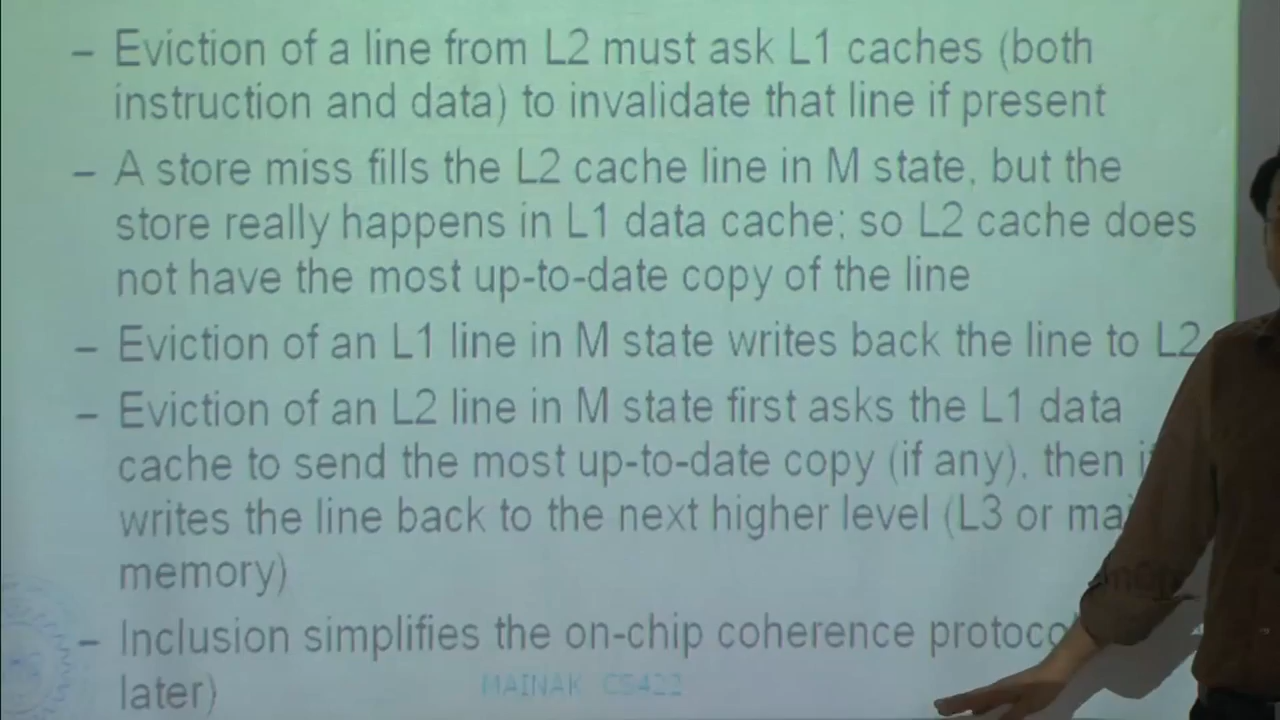 – Eviction of a line from L2 must ask L1 caches (both
instruction and data) to invalidate that line if present
– A store miss fills the L2 cache line in M state, but the
store really happens in L1 data cache; so L2 cache does
not have the most up-to-date copy of the line
– Eviction of an L1 line in M state writes back the line to L2
– Eviction of an L2 line in M state first asks the L1 data
cache to send the most up-to-date copy (if any), then
writes the line back to the next higher level (L3 or
memory)
– Inclusion simplifies the on-chip coherence
later)
MAINAK CS422